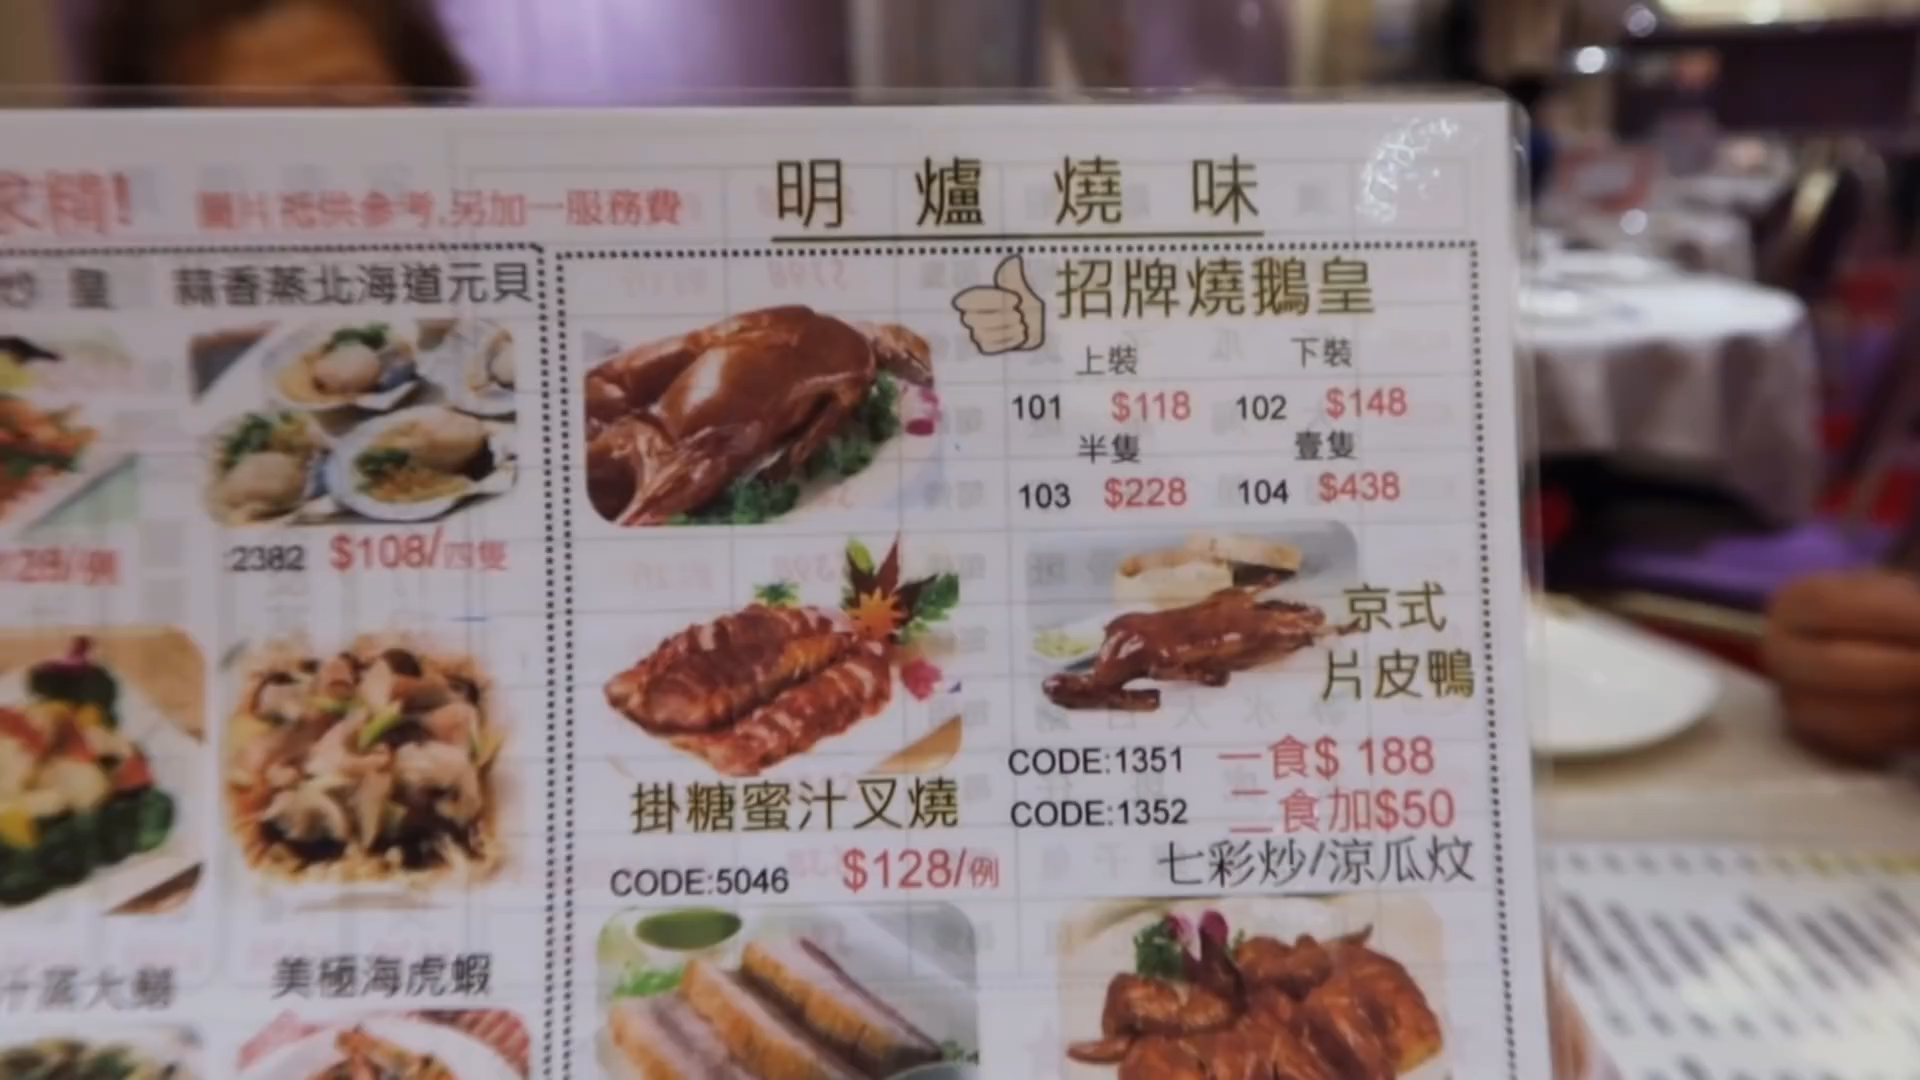 圖片祗供參考,另加一服務費
明爐燒味
皇
蒜香蒸北海道元貝
:2382 $108/四隻
美極海虎蝦
招牌燒鵝皇
上裝 下裝
101 $118 102 $148
半隻 壹隻
103 $228 104 $438
掛糖蜜汁叉燒
CODE:5046 $128/例
京式
片皮鴨
CODE:1351 一食$ 188
CODE:1352 二食加$50
七彩炒/涼瓜炆